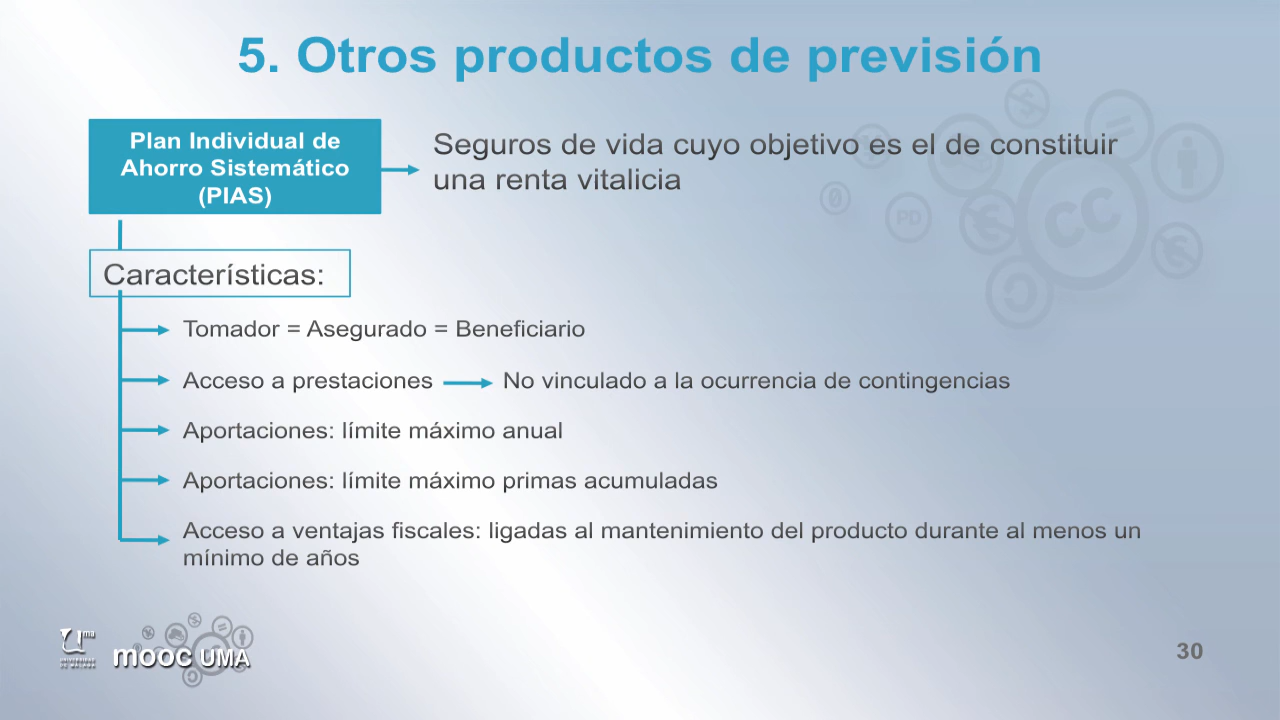 5. Otros productos de previsión
Plan Individual de
Ahorro Sistemático
(PIAS)
Seguros de vida cuyo objetivo es el de constituir
una renta vitalicia
Características:
Tomador = Asegurado = Beneficiario
Acceso a prestaciones
No vinculado a la ocurrencia de contingencias
Aportaciones: límite máximo anual
Aportaciones: límite máximo primas acumuladas
Acceso a ventajas fiscales: ligadas al mantenimiento del producto durante al menos un
mínimo de años
PD
CC
uma
mooc UMA
30